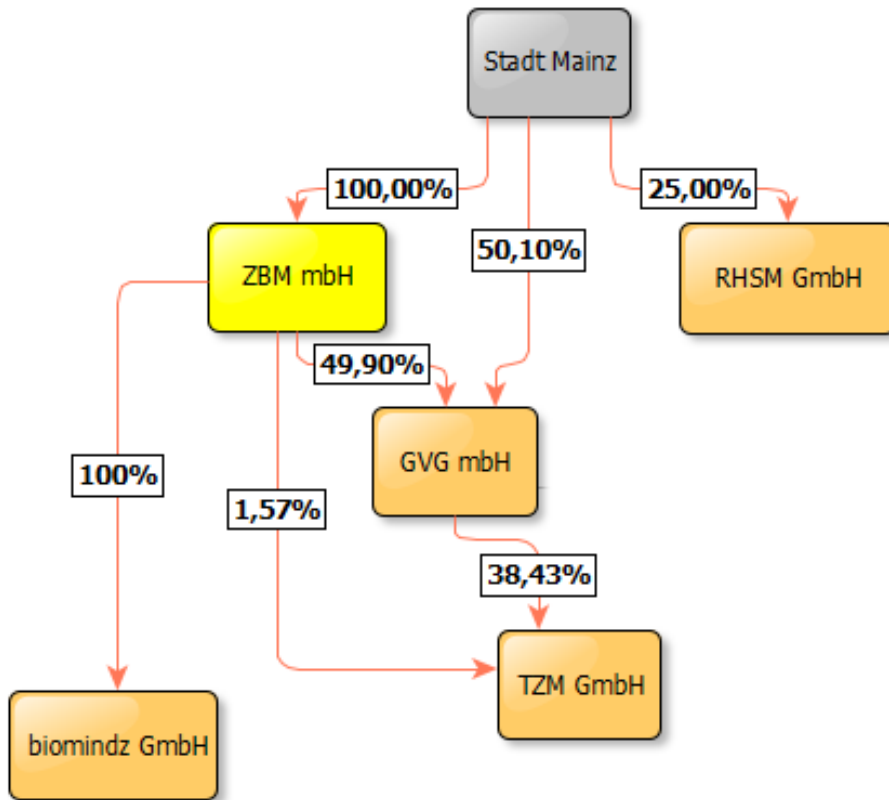 Stadt Mainz
100,00%
25,00%
50,10%
ZBM mbH
RHSM GmbH
49,90%
GVG mbH
100%
1,57%
38,43%
TZM GmbH
biomindz GmbH